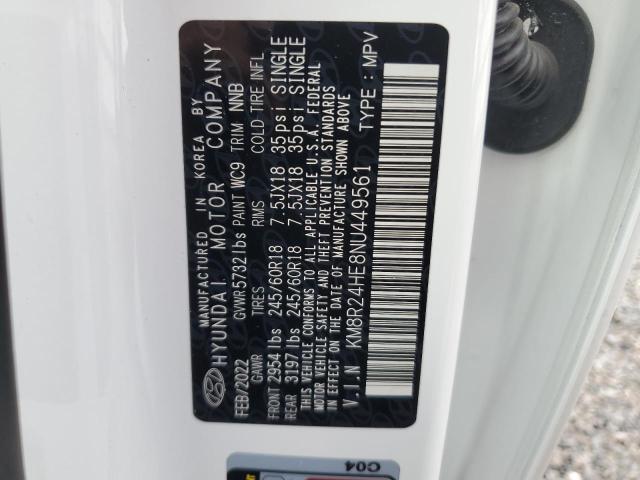 MANUFACTURED IN KOREA BY
HYUNDAI MOTOR COMPANY
FEB/2022 GVWR 5732 lbs PAINT WC9 TRIM NNB
GAWR TIRES RIMS COLD TIRE INFL
FRONT 2954 lbs 245/60R18 7.5JX18 35psi SINGLE
REAR 3197 lbs 245/60R18 7.5JX18 35psi SINGLE
THIS VEHICLE CONFORMS TO ALL APPLICABLE U.S.A. FEDERAL
MOTOR VEHICLE SAFETY AND THEFT PREVENTION STANDARDS
IN EFFECT ON THE DATE OF MANUFACTURE SHOWN ABOVE
V.I.N KM8R24HE8NU449561 TYPE : MPV
C04